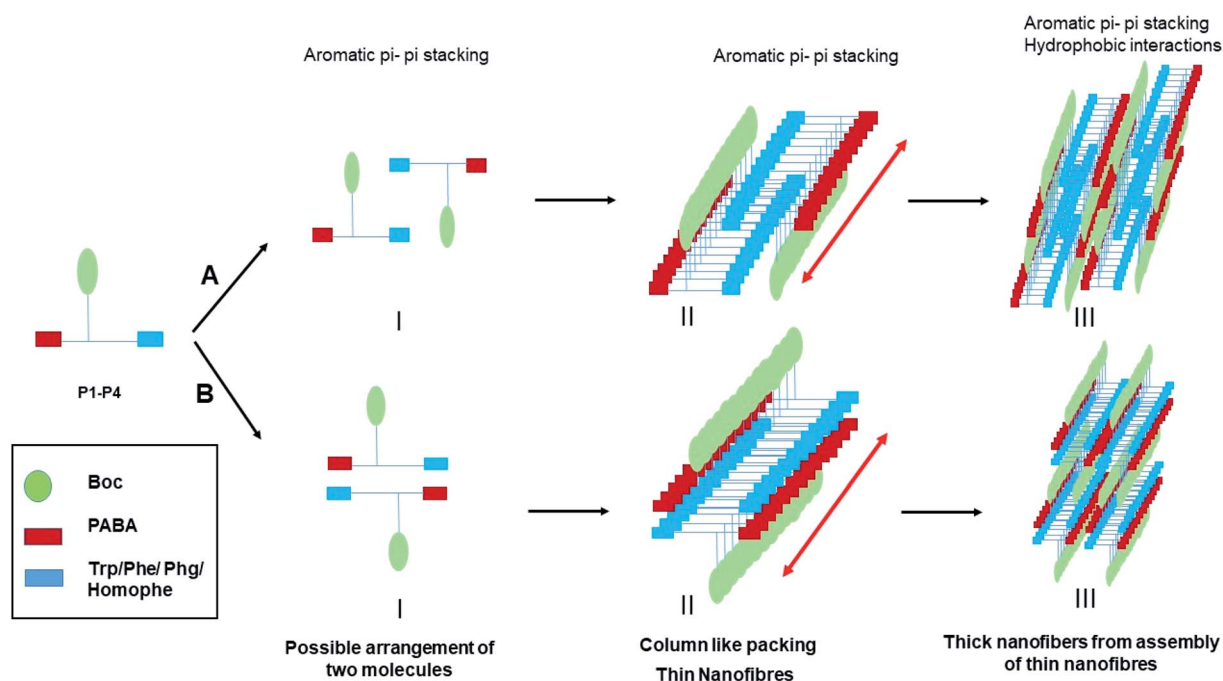 Aromatic pi- pi stacking
Aromatic pi- pi stacking
Aromatic pi- pi stacking
Hydrophobic interactions
A
B
P1-P4
I
II
III
I
II
III
Boc
PABA
Trp/Phe/ Phg/
Homophe
Possible arrangement of
two molecules
Column like packing
Thin Nanofibres
Thick nanofibers from assembly
of thin nanofibres